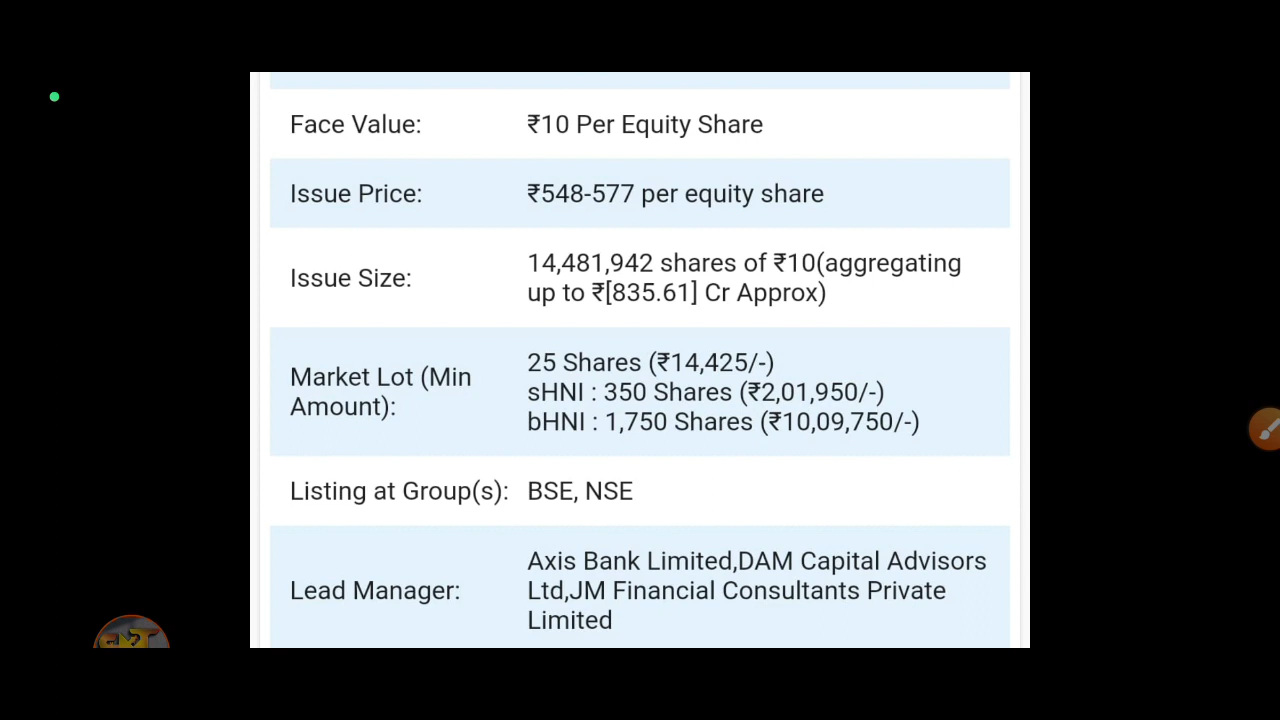 Face Value: ₹10 Per Equity Share
Issue Price: ₹548-577 per equity share
Issue Size: 14,481,942 shares of ₹10(aggregating
up to ₹[835.61] Cr Approx)
Market Lot (Min
Amount):
25 Shares (₹14,425/-)
sHNI : 350 Shares (₹2,01,950/-)
bHNI : 1,750 Shares (₹10,09,750/-)
Listing at Group(s): BSE, NSE
Lead Manager:
Axis Bank Limited,DAM Capital Advisors
Ltd,JM Financial Consultants Private
Limited